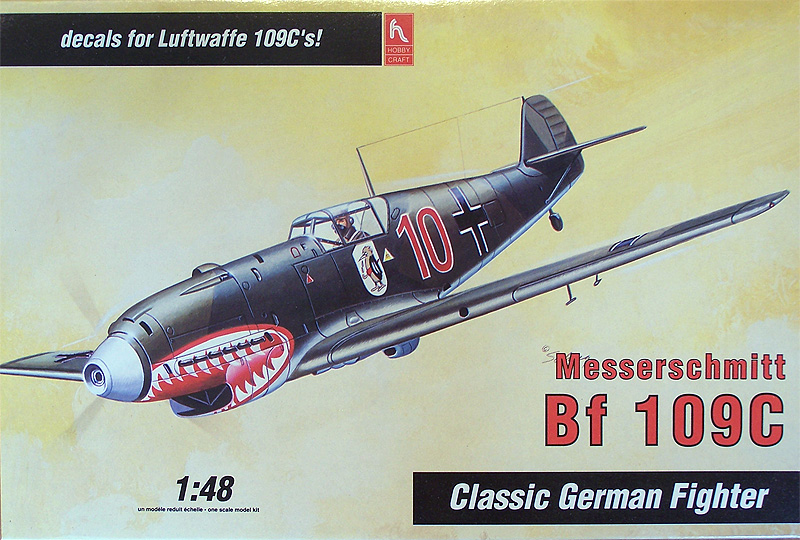 decals for Luftwaffe 109C's!
h
HOBBY
CRAFT
10
©
Messerschmitt
Bf 109C
1:48
un modèle reduit échelle - one scale model kit
Classic German Fighter